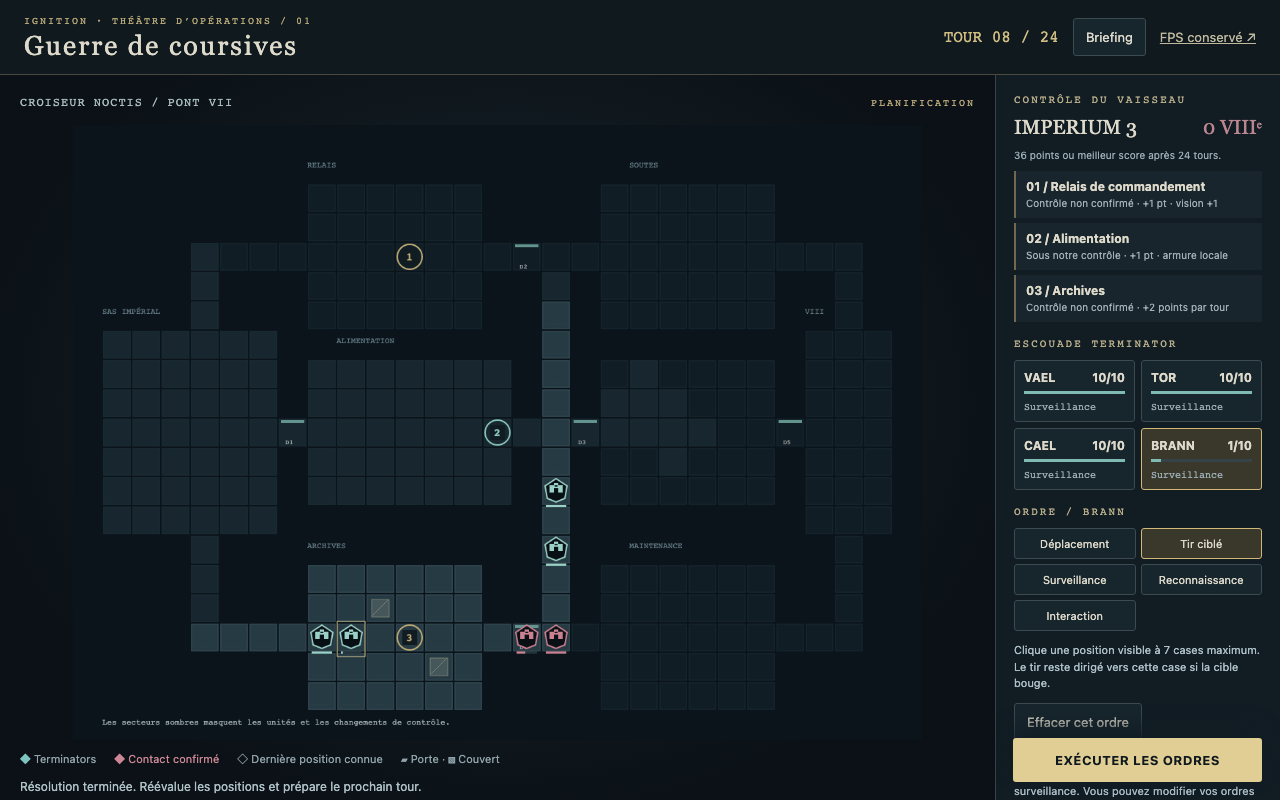 IGNITION · THÉÂTRE D’OPÉRATIONS / 01
Guerre de coursives
TOUR 08 / 24
Briefing
FPS conservé ↗
CROISEUR NOCTIS / PONT VII
PLANIFICATION
RELAIS
SOUTES
1
D2
SAS IMPÉRIAL
VIII
ALIMENTATION
2
D1
D3
D5
ARCHIVES
MAINTENANCE
3
Les secteurs sombres masquent les unités et les changements de contrôle.
Terminators
Contact confirmé
Dernière position connue
Porte · Couvert
Résolution terminée. Réévalue les positions et prépare le prochain tour.
CONTRÔLE DU VAISSEAU
IMPERIUM 3
0 VIIIᵉ
36 points ou meilleur score après 24 tours.
01 / Relais de commandement
Contrôle non confirmé · +1 pt · vision +1
02 / Alimentation
Sous notre contrôle · +1 pt · armure locale
03 / Archives
Contrôle non confirmé · +2 points par tour
ESCOUADE TERMINATOR
VAEL 10/10
Surveillance
TOR 10/10
Surveillance
CAEL 10/10
Surveillance
BRANN 1/10
Surveillance
ORDRE / BRANN
Déplacement
Tir ciblé
Surveillance
Reconnaissance
Interaction
Clique une position visible à 7 cases maximum.
Le tir reste dirigé vers cette case si la cible
bouge.
Effacer cet ordre
EXÉCUTER LES ORDRES
surveillance. Vous pouvez modifier vos ordres